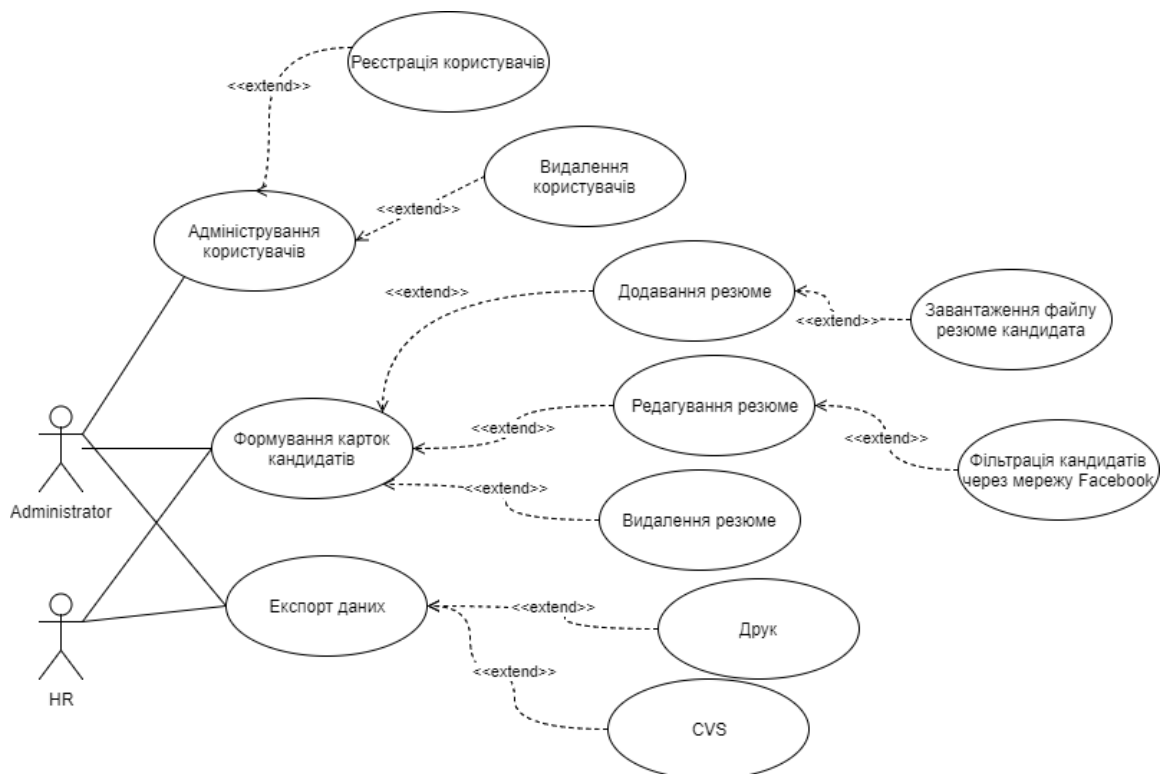 Реєстрація користувачів
<<extend>>
Видалення
користувачів
<<extend>>
Адміністрування
користувачів
<<extend>>
Додавання резюме
Завантаження файлу
резюме кандидата
<<extend>>
Редагування резюме
<<extend>>
<<extend>>
Формування карток
кандидатів
Фільтрація кандидатів
через мережу Facebook
<<extend>>
Administrator
Видалення резюме
Експорт даних
<<extend>>
Друк
<<extend>>
HR
CVS